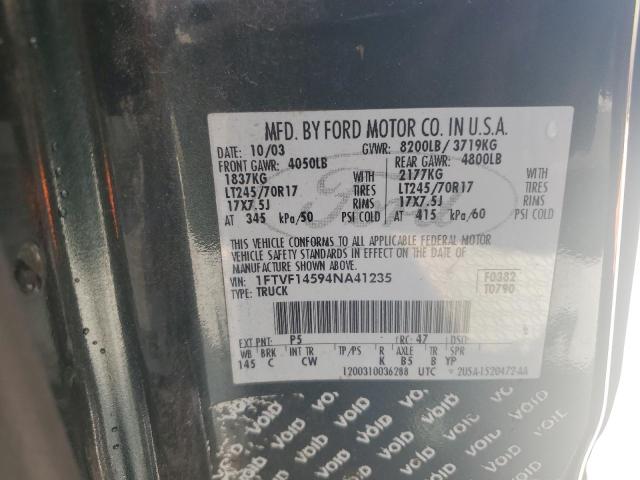 MFD. BY FORD MOTOR CO. IN U.S.A.
DATE: 10/03 GVWR: 8200LB/ 3719KG
FRONT GAWR: 4050LB REAR GAWR: 4800LB
1837KG WITH 2177KG WITH
LT245/70R17 TIRES LT245/70R17 TIRES
17X7.5J RIMS 17X7.5J RIMS
AT 345 kPa/50 PSI COLD AT 415 kPa/60 PSI COLD
Ford
THIS VEHICLE CONFORMS TO ALL APPLICABLE FEDERAL MOTOR
VEHICLE SAFETY STANDARDS IN EFFECT ON THE DATE OF
MANUFACTURE SHOWN ABOVE.
VIN: 1FTVF14594NA41235 F0382
TYPE: TRUCK T0790
EXT PNT: P5 RC: 47 DSO:
WB BRK INT TR TP/PS R AXLE TR SPR
145 C CW K B5 B YP
1200310036288 UTC 2U5A-1520472-AA
VOID VOID VOID VOID VOID VOID
VOID VOID VOID VOID VOID
VOID VOID VOID VOID